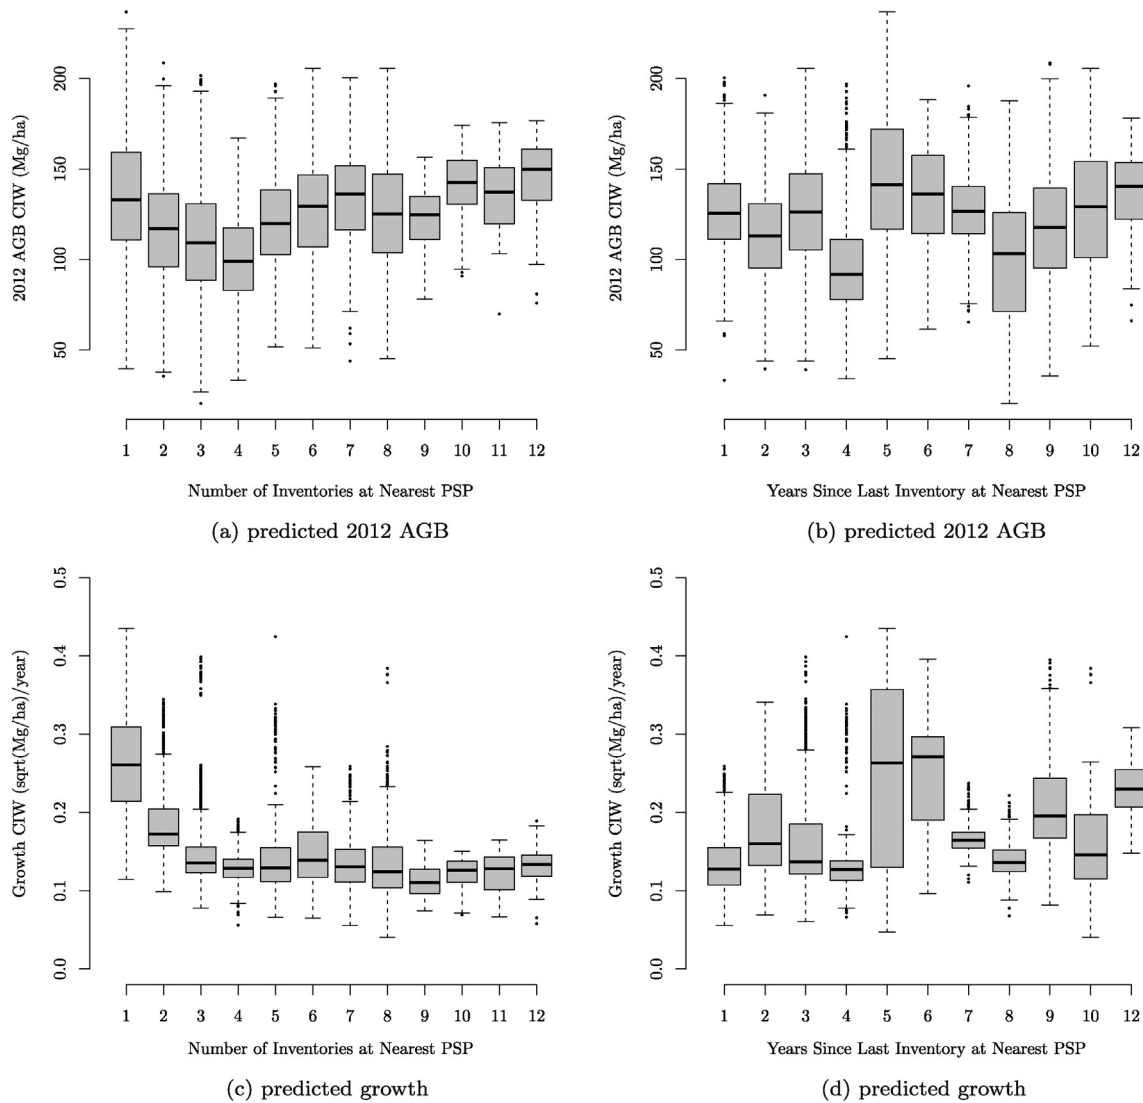 2012 AGB CIW (Mg/ha)
50 100 150 200
1 2 3 4 5 6 7 8 9 10 11 12
Number of Inventories at Nearest PSP
(a) predicted 2012 AGB
2012 AGB CIW (Mg/ha)
50 100 150 200
1 2 3 4 5 6 7 8 9 10 12
Years Since Last Inventory at Nearest PSP
(b) predicted 2012 AGB
Growth CIW (sqrt(Mg/ha)/year)
0.0 0.1 0.2 0.3 0.4 0.5
1 2 3 4 5 6 7 8 9 10 11 12
Number of Inventories at Nearest PSP
(c) predicted growth
Growth CIW (sqrt(Mg/ha)/year)
0.0 0.1 0.2 0.3 0.4 0.5
1 2 3 4 5 6 7 8 9 10 12
Years Since Last Inventory at Nearest PSP
(d) predicted growth